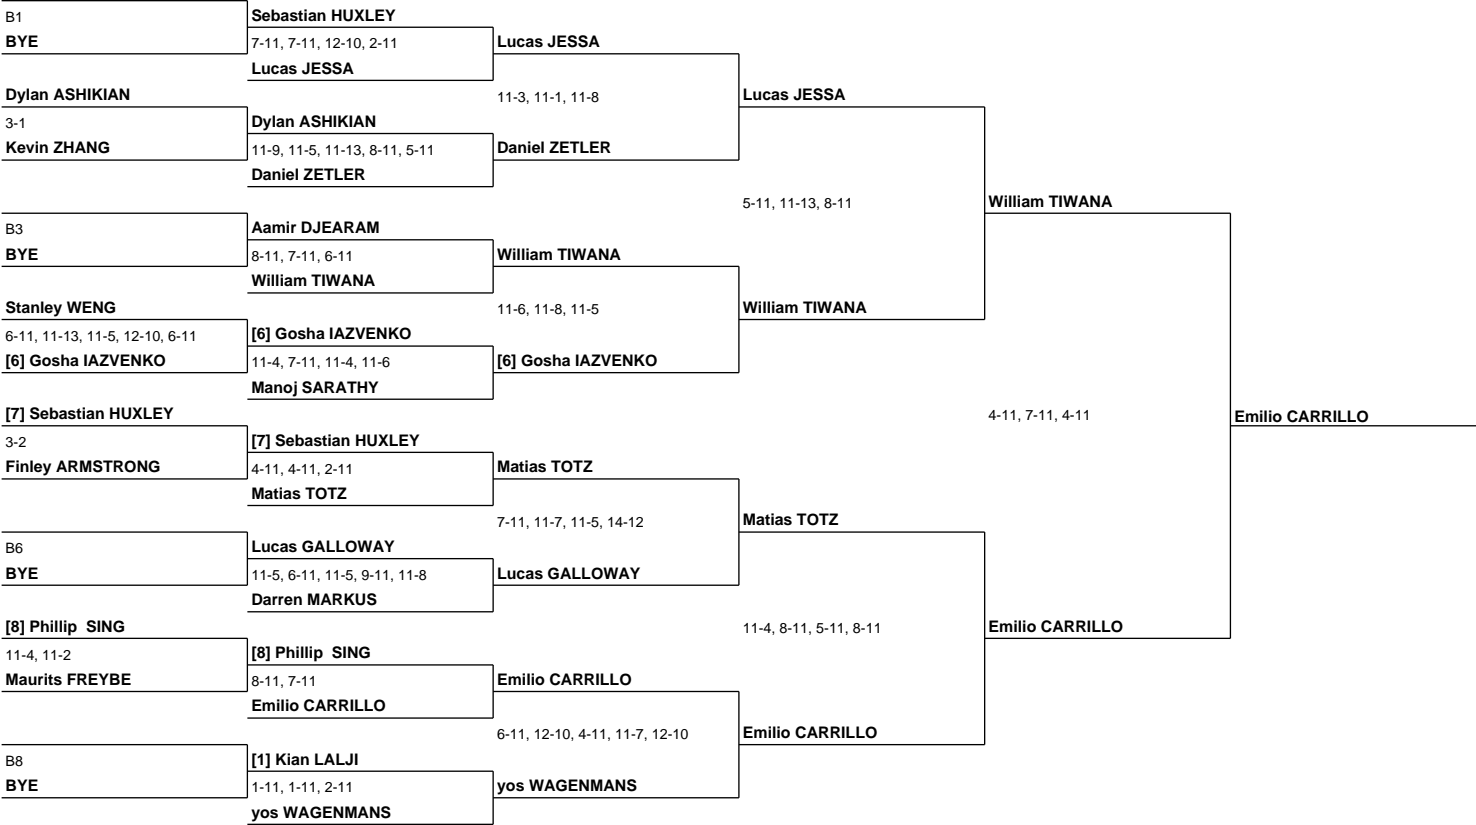 B1
BYE
Dylan ASHIKIAN
3-1
Kevin ZHANG
B3
BYE
Stanley WENG
6-11, 11-13, 11-5, 12-10, 6-11
[6] Gosha IAZVENKO
[7] Sebastian HUXLEY
3-2
Finley ARMSTRONG
B6
BYE
[8] Phillip  SING
11-4, 11-2
Maurits FREYBE
B8
BYE
Sebastian HUXLEY
7-11, 7-11, 12-10, 2-11
Lucas JESSA
Dylan ASHIKIAN
11-9, 11-5, 11-13, 8-11, 5-11
Daniel ZETLER
Aamir DJEARAM
8-11, 7-11, 6-11
William TIWANA
[6] Gosha IAZVENKO
11-4, 7-11, 11-4, 11-6
Manoj SARATHY
[7] Sebastian HUXLEY
4-11, 4-11, 2-11
Matias TOTZ
Lucas GALLOWAY
11-5, 6-11, 11-5, 9-11, 11-8
Darren MARKUS
[8] Phillip  SING
8-11, 7-11
Emilio CARRILLO
[1] Kian LALJI
1-11, 1-11, 2-11
yos WAGENMANS
Lucas JESSA
11-3, 11-1, 11-8
Daniel ZETLER
William TIWANA
11-6, 11-8, 11-5
[6] Gosha IAZVENKO
Matias TOTZ
7-11, 11-7, 11-5, 14-12
Lucas GALLOWAY
Emilio CARRILLO
6-11, 12-10, 4-11, 11-7, 12-10
yos WAGENMANS
Lucas JESSA
5-11, 11-13, 8-11
William TIWANA
Matias TOTZ
11-4, 8-11, 5-11, 8-11
Emilio CARRILLO
William TIWANA
4-11, 7-11, 4-11
Emilio CARRILLO
Emilio CARRILLO